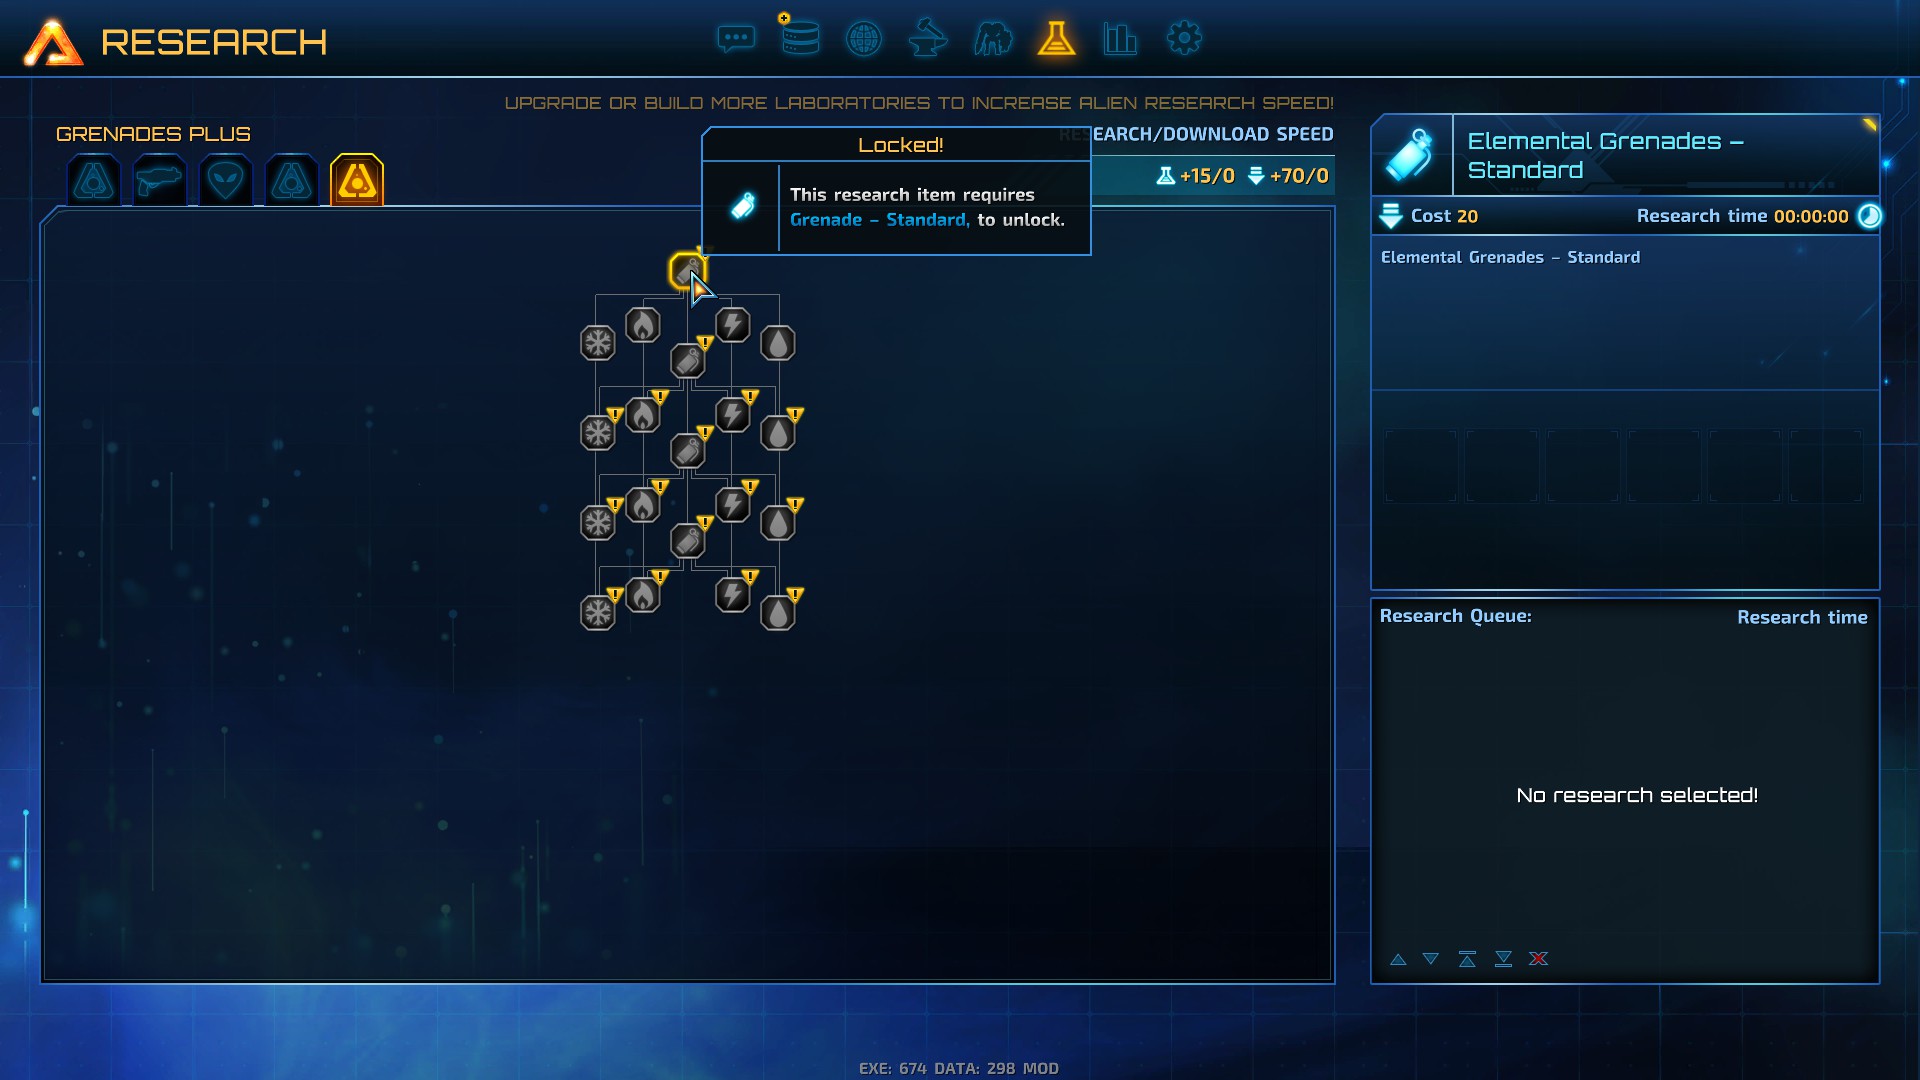 RESEARCH
UPGRADE OR BUILD MORE LABORATORIES TO INCREASE ALIEN RESEARCH SPEED!
GRENADES PLUS
RESEARCH/DOWNLOAD SPEED
+15/0 +70/0
Locked!
This research item requires
Grenade – Standard, to unlock.
Elemental Grenades –
Standard
Cost 20 Research time 00:00:00
Elemental Grenades – Standard
Research Queue: Research time
No research selected!
EXE: 674 DATA: 298 MOD